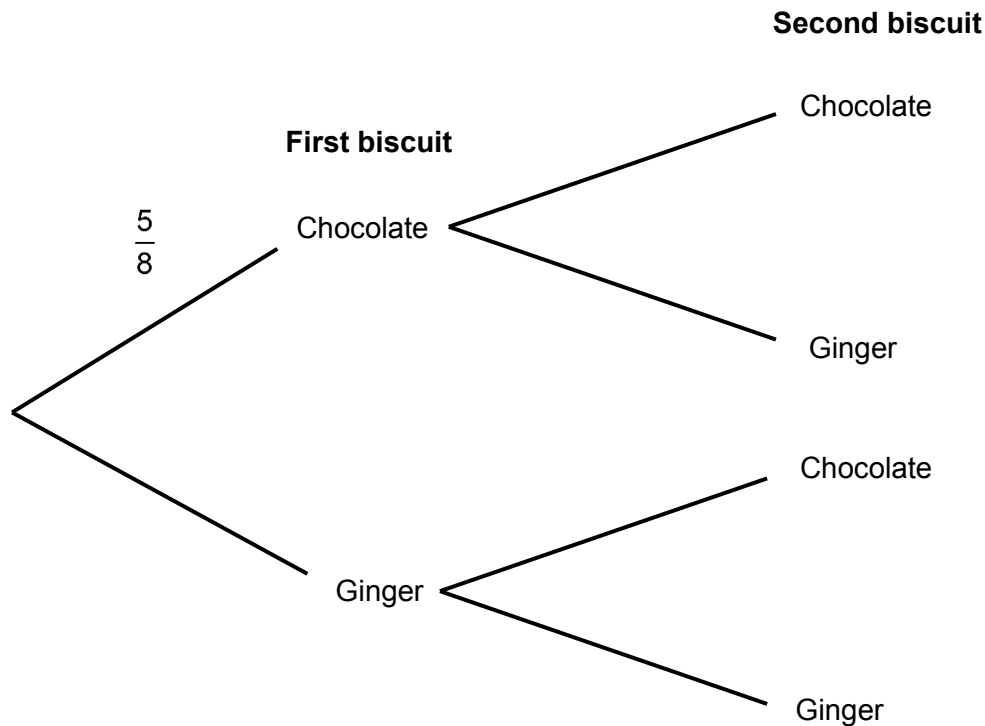 Second biscuit
Chocolate
First biscuit
5
8
Chocolate
Ginger
Chocolate
Ginger
Ginger